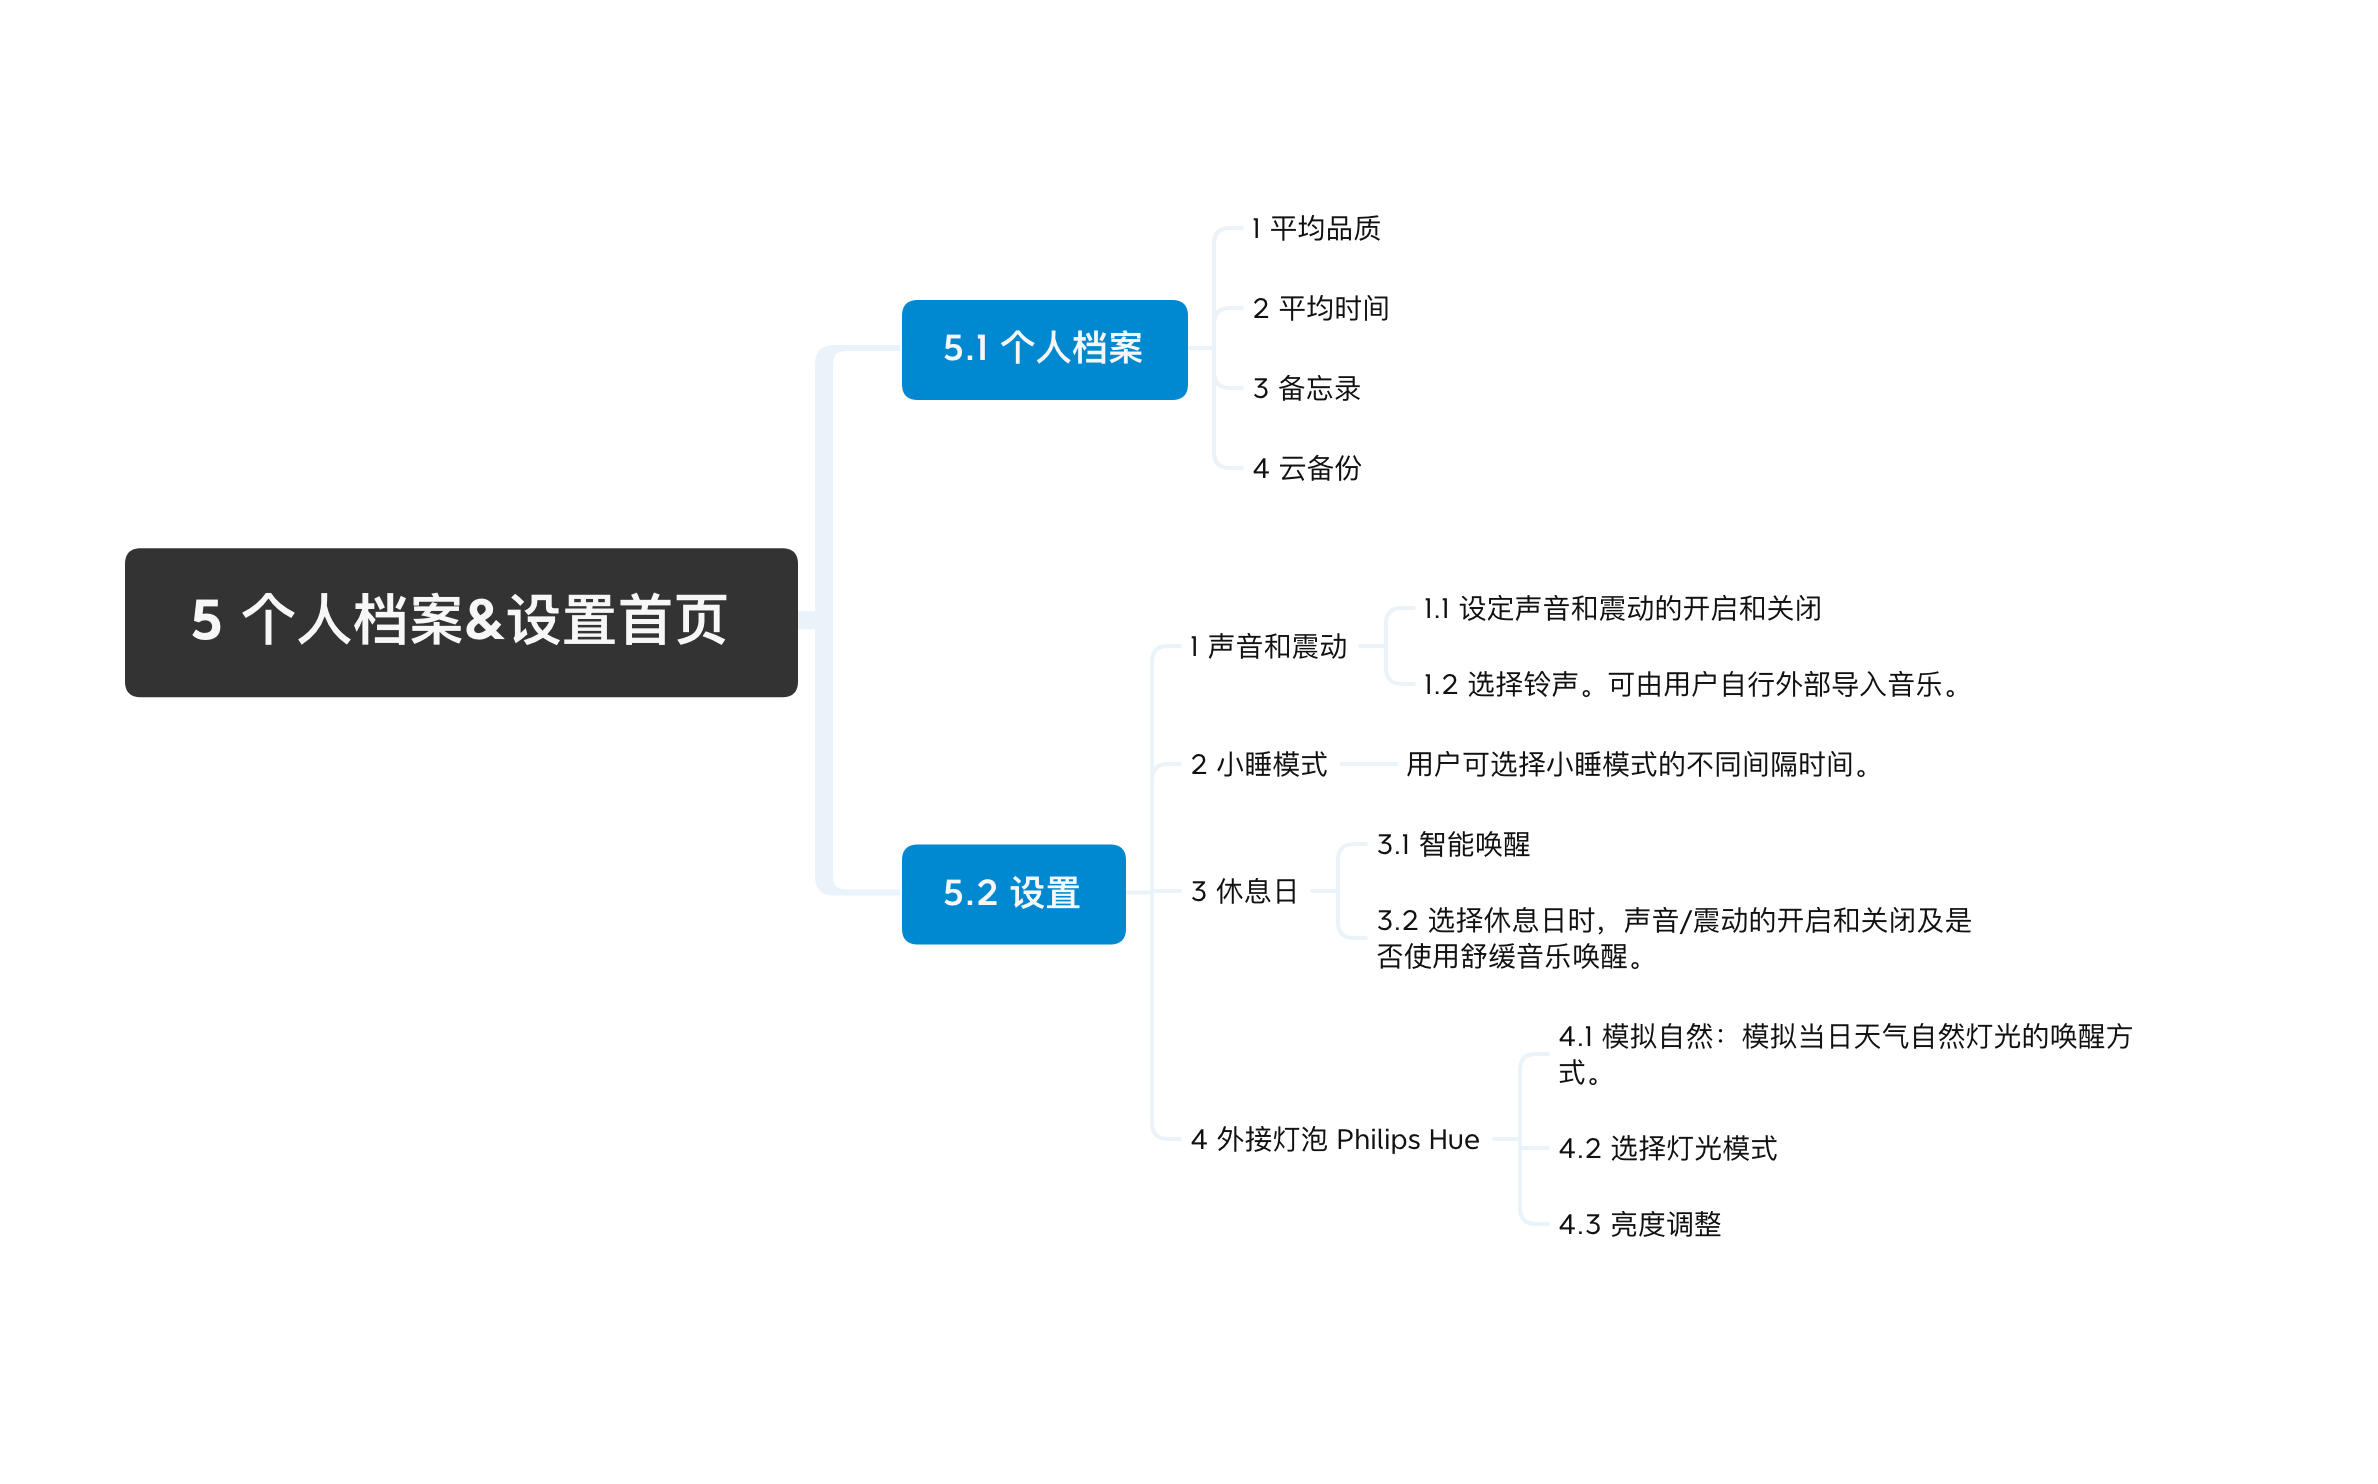 5 个人档案&设置首页
5.1 个人档案
1 平均品质
2 平均时间
3 备忘录
4 云备份
5.2 设置
1 声音和震动
1.1 设定声音和震动的开启和关闭
1.2 选择铃声。可由用户自行外部导入音乐。
2 小睡模式
用户可选择小睡模式的不同间隔时间。
3 休息日
3.1 智能唤醒
3.2 选择休息日时，声音/震动的开启和关闭及是
否使用舒缓音乐唤醒。
4 外接灯泡 Philips Hue
4.1 模拟自然：模拟当日天气自然灯光的唤醒方
式。
4.2 选择灯光模式
4.3 亮度调整